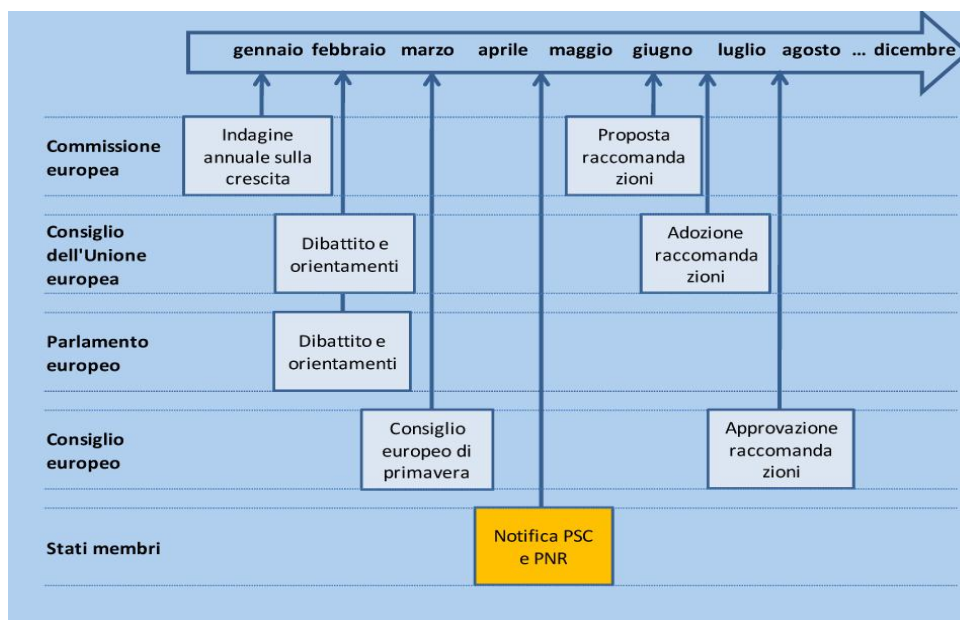 gennaio febbraio marzo aprile maggio giugno luglio agosto ... dicembre
Commissione
europea
Indagine
annuale sulla
crescita
Proposta
raccomanda
zioni
Consiglio
dell'Unione
europea
Dibattito e
orientamenti
Adozione
raccomanda
zioni
Parlamento
europeo
Dibattito e
orientamenti
Consiglio
europeo
Consiglio
europeo di
primavera
Approvazione
raccomanda
zioni
Stati membri
Notifica PSC
e PNR